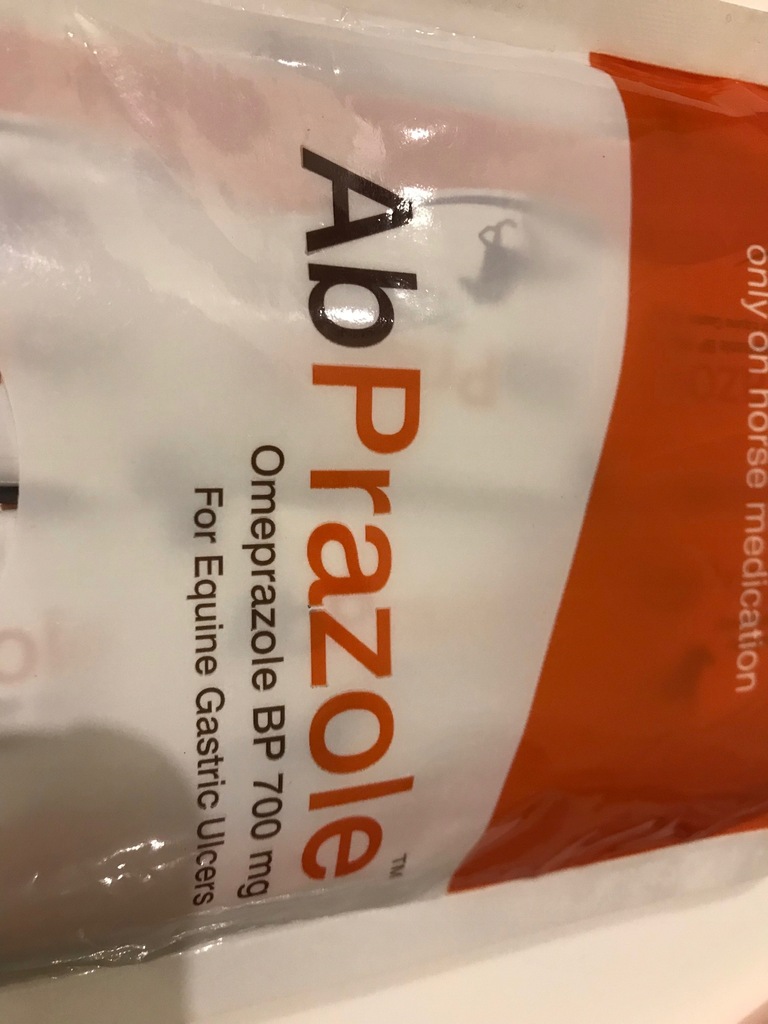 only on horse medication
AbPrazole™
Omeprazole BP 700 mg
For Equine Gastric Ulcers